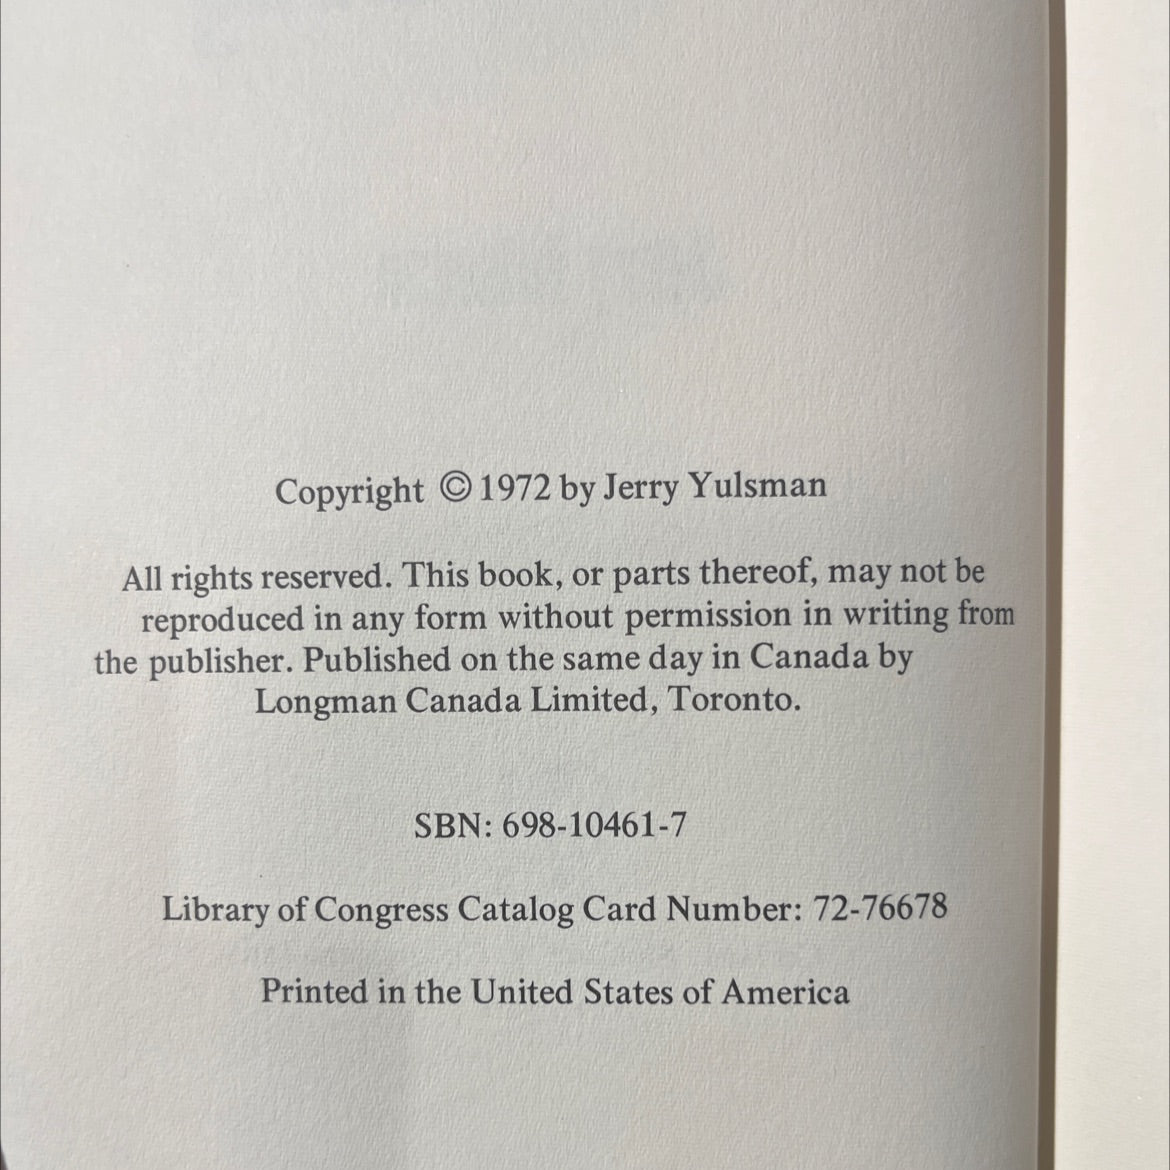 Copyright © 1972 by Jerry Yulsman
All rights reserved. This book, or parts thereof, may not be
reproduced in any form without permission in writing from
the publisher. Published on the same day in Canada by
Longman Canada Limited, Toronto.
SBN: 698-10461-7
Library of Congress Catalog Card Number: 72-76678
Printed in the United States of America